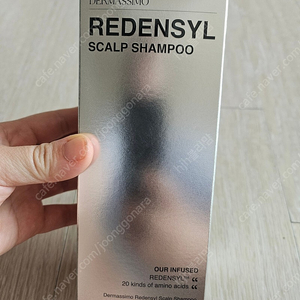 DERMASSIMO
REDENSYL
SCALP SHAMPOO
OUR INFUSED
REDENSYL™ “
20 kinds of amino acids “
Dermassimo Redensyl Scalp Shampoo